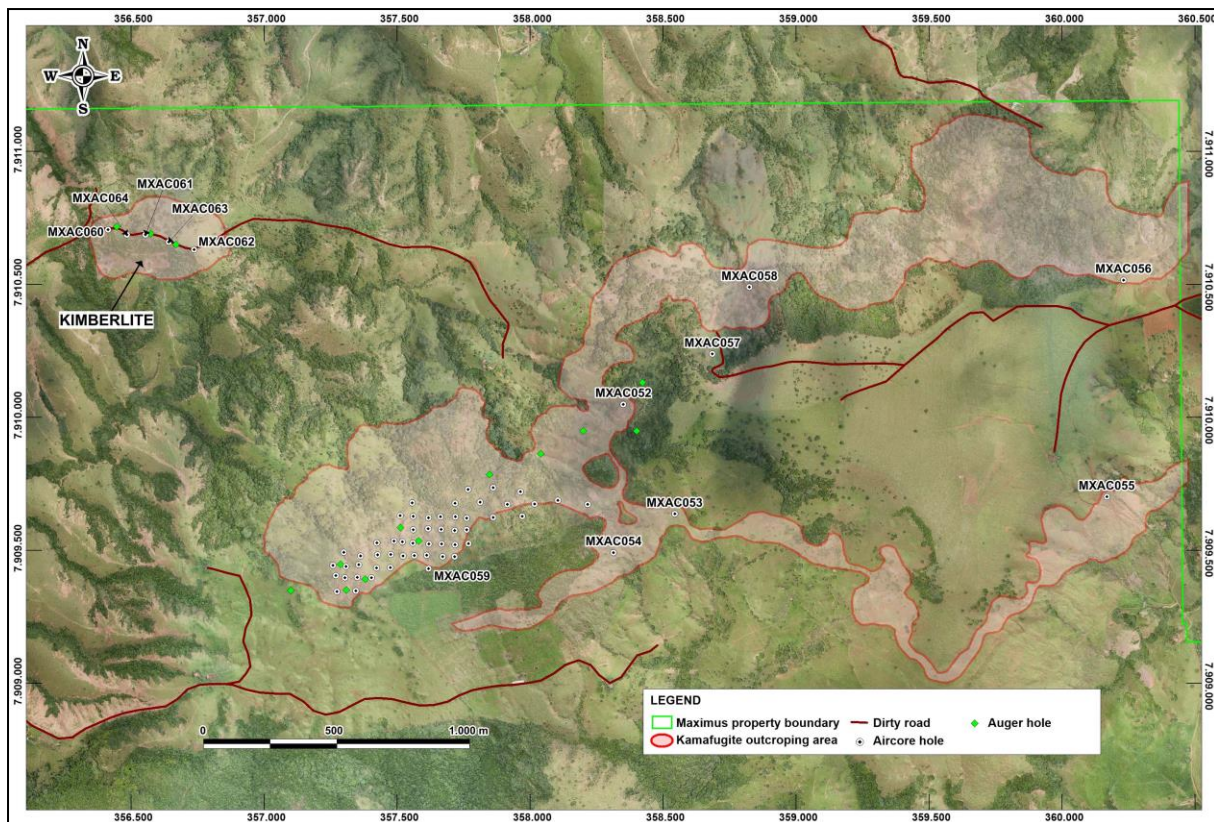 356.500 357.000 357.500 358.000 358.500 359.000 359.500 360.000 360.500
N
W E
S
7.911.000 7.911.000
MXAC061
MXAC064
MXAC063
MXAC060 MXAC062
7.910.500 7.910.500
MXAC058 MXAC056
KIMBERLITE
MXAC057
MXAC052
7.910.000 7.910.000
MXAC055
MXAC053
7.909.500 7.909.500
MXAC054
MXAC059
7.909.000 7.909.000
LEGEND
Maximus property boundary Dirty road Auger hole
Kamafugite outcroping area Aircore hole
0 500 1.000 m
356.500 357.000 357.500 358.000 358.500 359.000 359.500 360.000